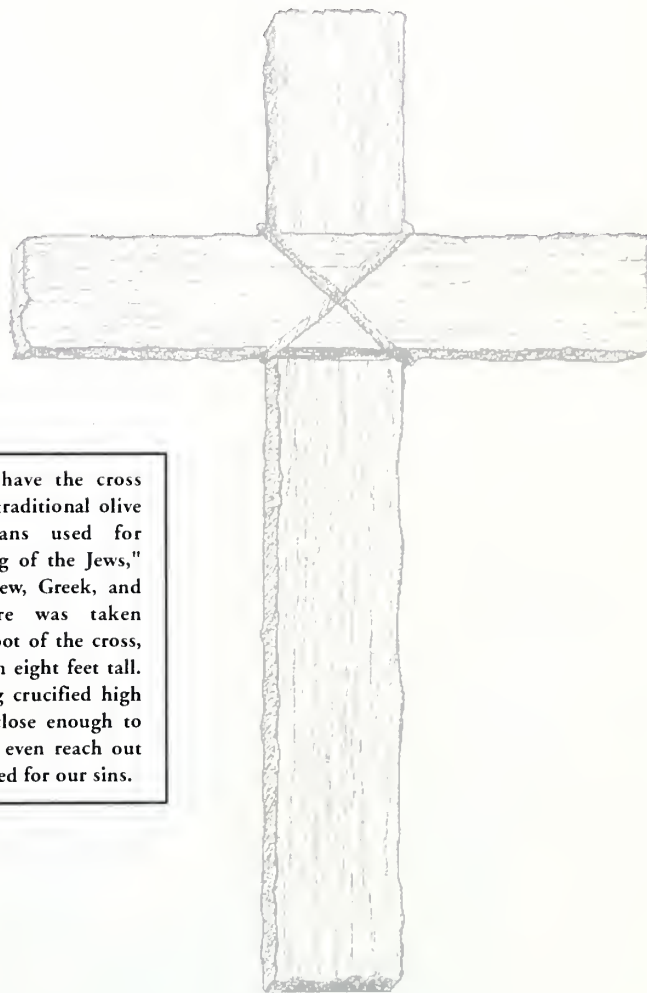 have the cross
traditional olive
ans used for
g of the Jews,"
ew, Greek, and
re was taken
ot of the cross,
n eight feet tall.
g crucified high
close enough to
even reach out
ed for our sins.